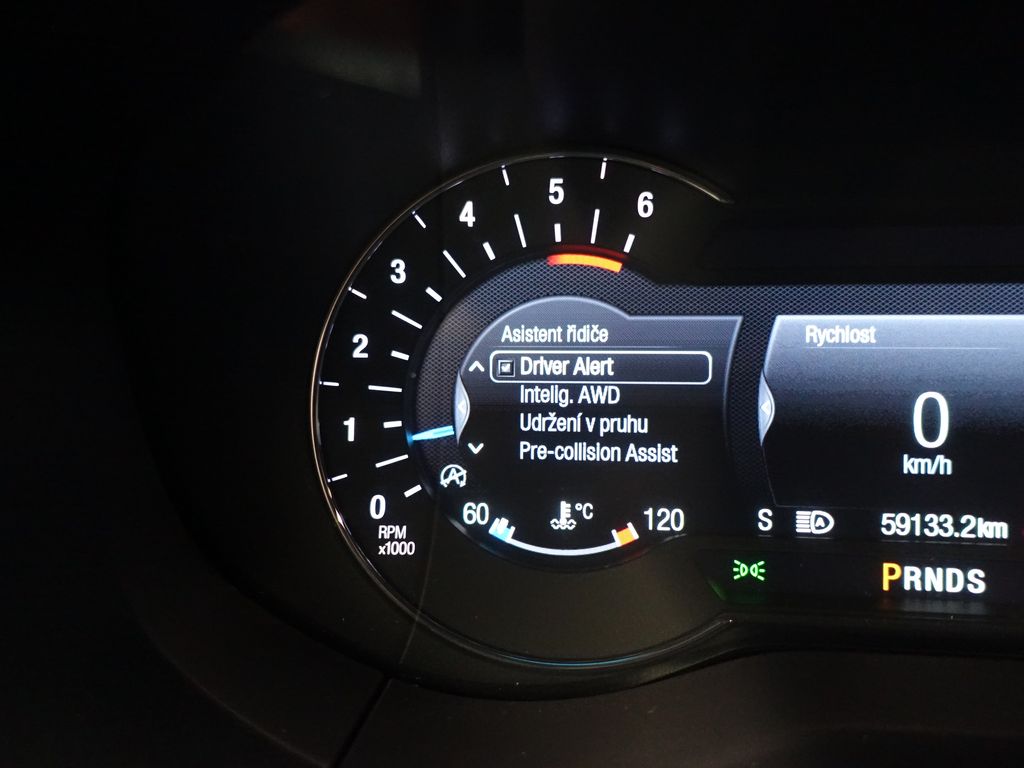 6
5
4
3
2
1
0
RPM
x1000
Asistent řidiče
Driver Alert
Intelig. AWD
Udržení v pruhu
Pre-collision Assist
60 °C 120
Rychlost
0
km/h
S A 59133.2km
PRNDS